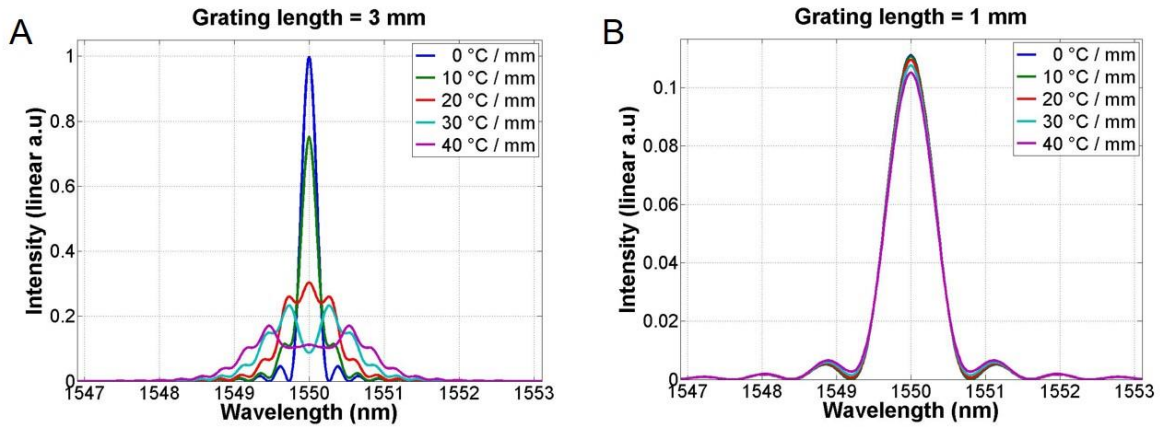 A
Grating length = 3 mm
Intensity (linear a.u)
1
0.8
0.6
0.4
0.2
0
0 °C / mm
10 °C / mm
20 °C / mm
30 °C / mm
40 °C / mm
1547 1548 1549 1550 1551 1552 1553
Wavelength (nm)
B
Grating length = 1 mm
Intensity (linear a.u)
0.1
0.08
0.06
0.04
0.02
0
0 °C / mm
10 °C / mm
20 °C / mm
30 °C / mm
40 °C / mm
1547 1548 1549 1550 1551 1552 1553
Wavelength (nm)